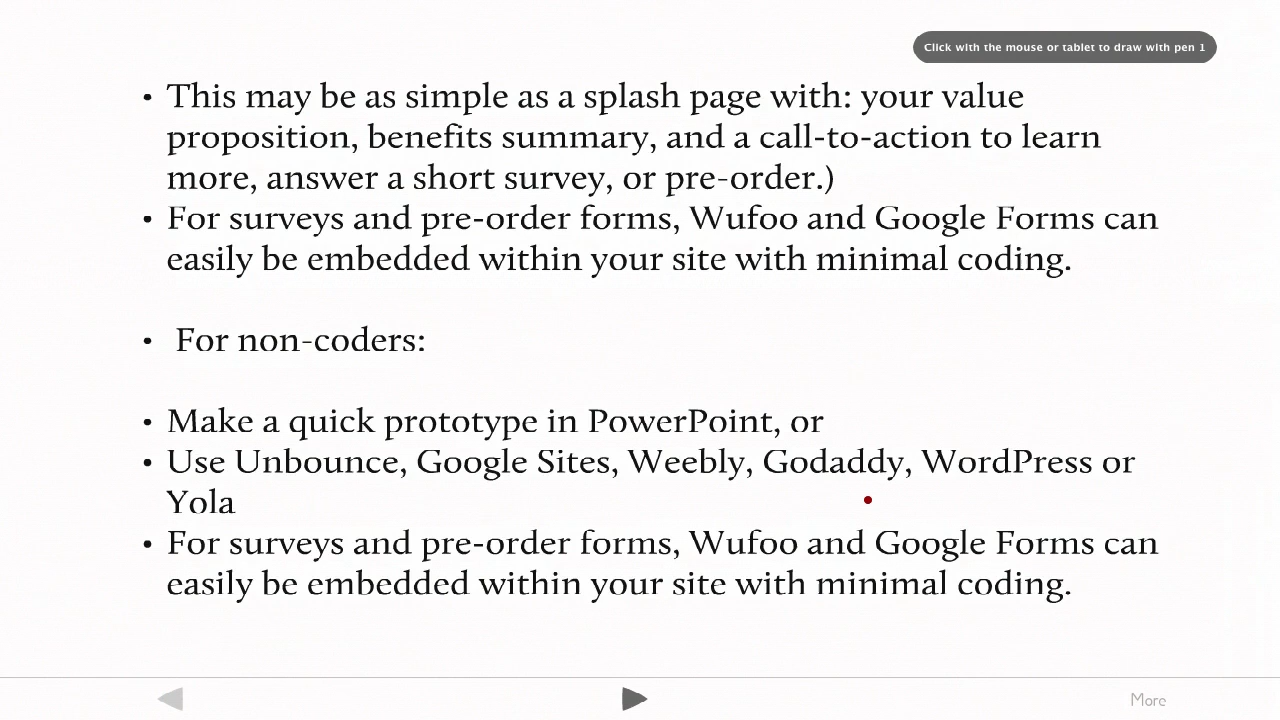 Click with the mouse or tablet to draw with pen 1
• This may be as simple as a splash page with: your value
proposition, benefits summary, and a call-to-action to learn
more, answer a short survey, or pre-order.)
• For surveys and pre-order forms, Wufoo and Google Forms can
easily be embedded within your site with minimal coding.
• For non-coders:
• Make a quick prototype in PowerPoint, or
• Use Unbounce, Google Sites, Weebly, Godaddy, WordPress or
Yola
• For surveys and pre-order forms, Wufoo and Google Forms can
easily be embedded within your site with minimal coding.
More